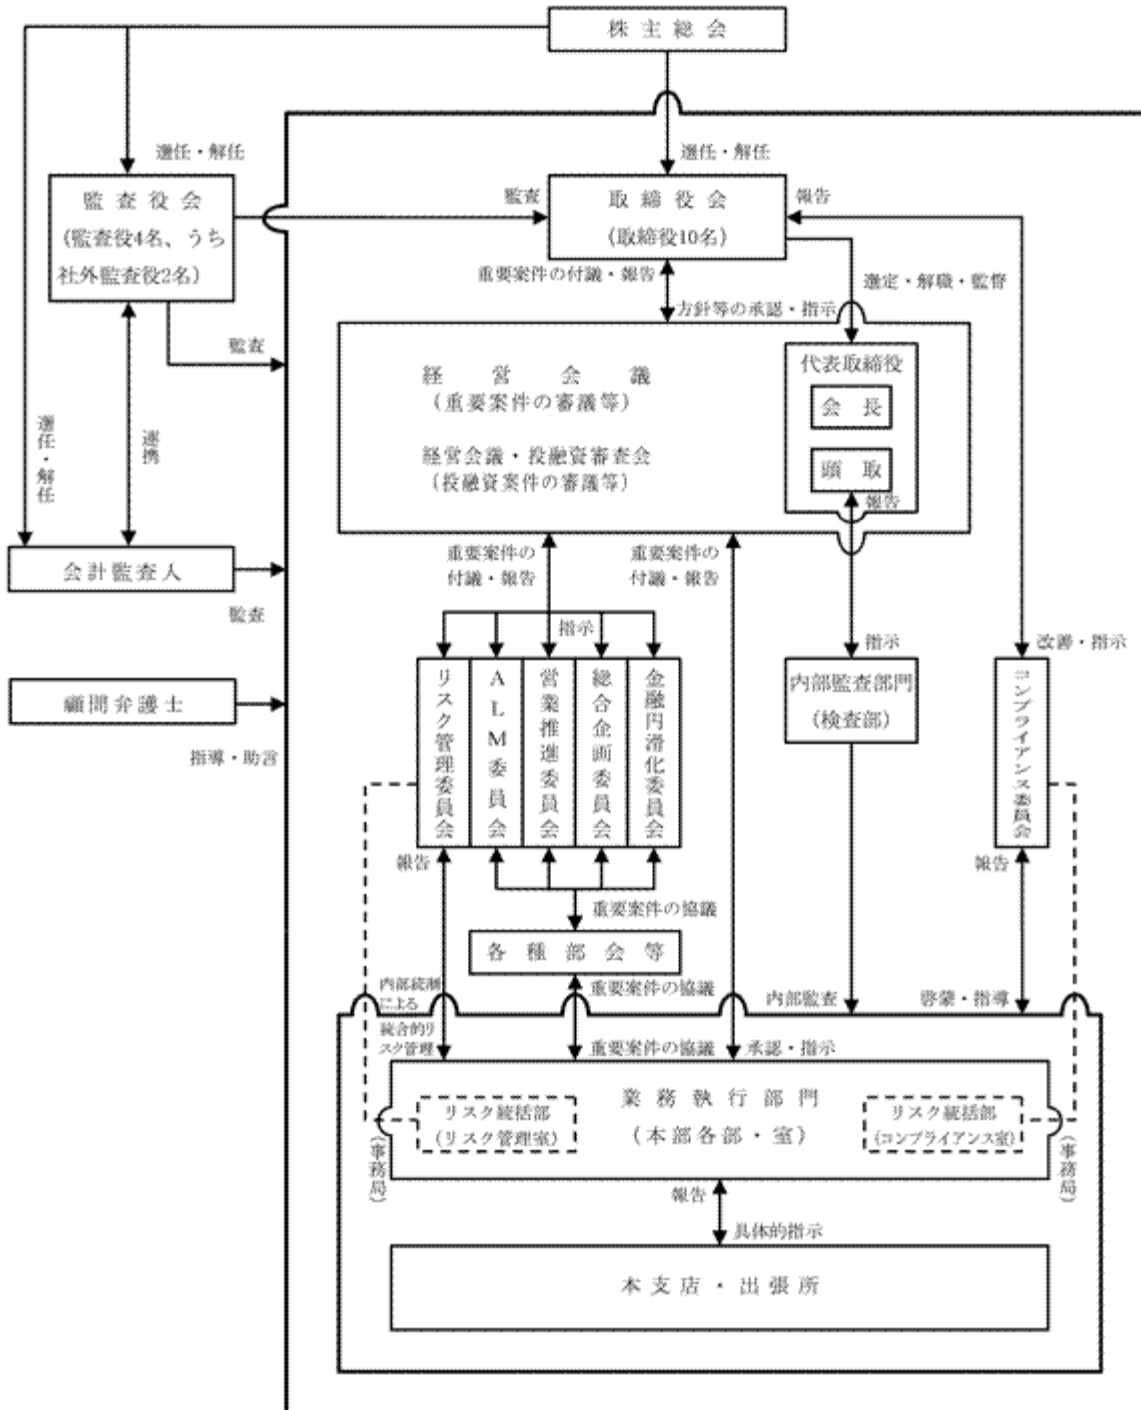 株主総会
選任・解任
選任・解任
監査役会
(監査役4名、うち
社外監査役2名)
監査
取締役会
(取締役10名)
報告
重要案件の付議・報告
選定・解職・監督
方針等の承認・指示
監査
経営会議
(重要案件の審議等)
経営会議・投融資審査会
(投融資案件の審議等)
代表取締役
会長
頭取
報告
選任・解任
連携
会計監査人
監査
重要案件の
付議・報告
重要案件の
付議・報告
指示
指示
改善・指示
顧問弁護士
指導・助言
リスク管理委員会
ALM委員会
営業推進委員会
総合企画委員会
金融円滑化委員会
内部監査部門
(検査部)
コンプライアンス委員会
報告
報告
重要案件の協議
各種部会等
内部統制
による
統合的リ
スク管理
重要案件の協議
内部監査
啓蒙・指導
重要案件の協議
承認・指示
業務執行部門
(本部各部・室)
リスク統括部
(リスク管理室)
リスク統括部
(コンプライアンス室)
(事務局)
(事務局)
報告
具体的指示
本支店・出張所